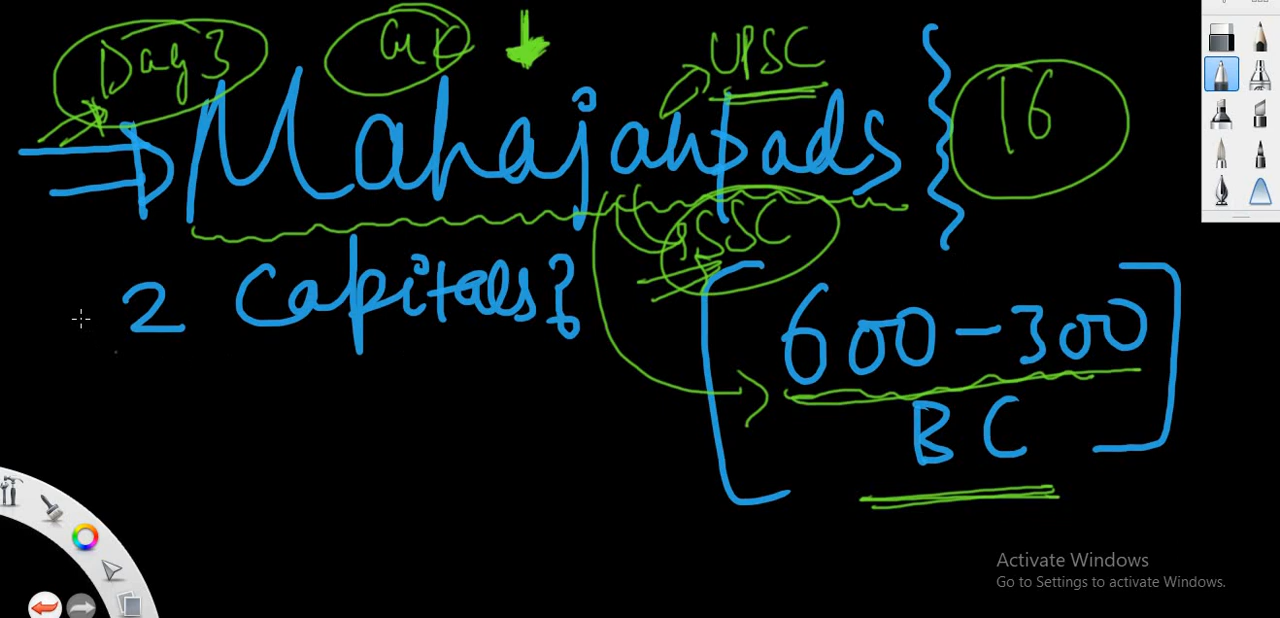 Day 3 GK UPSC
Mahajanpads 16
SSC
2 Capitals?
600-300
BC
Activate Windows
Go to Settings to activate Windows.